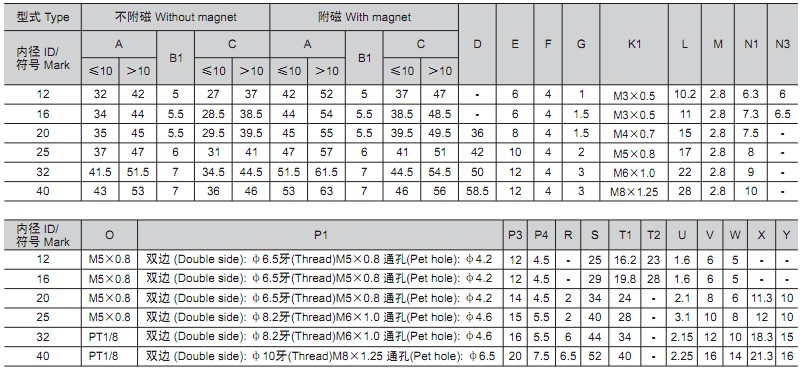 型式 Type 不附磁 Without magnet 附磁 With magnet D E F G K1 L M N1 N3
内径 ID/ 符号 Mark A B1 C A B1 C
≤10 >10 ≤10 >10 ≤10 >10 ≤10 >10
12 32 42 5 27 37 42 52 5 37 47 - 6 4 1 M3×0.5 10.2 2.8 6.3 6
16 34 44 5.5 28.5 38.5 44 54 5.5 38.5 48.5 - 6 4 1.5 M3×0.5 11 2.8 7.3 6.5
20 35 45 5.5 29.5 39.5 45 55 5.5 39.5 49.5 36 8 4 1.5 M4×0.7 15 2.8 7.5 -
25 37 47 6 31 41 47 57 6 41 51 42 10 4 2 M5×0.8 17 2.8 8 -
32 41.5 51.5 7 34.5 44.5 51.5 61.5 7 44.5 54.5 50 12 4 3 M6×1.0 22 2.8 9 -
40 43 53 7 36 46 53 63 7 46 56 58.5 12 4 3 M8×1.25 28 2.8 10 -
内径 ID/ 符号 Mark O P1 P3 P4 R S T1 T2 U V W X Y
12 M5×0.8 双边 (Double side): φ6.5牙(Thread)M5×0.8 通孔(Pet hole): φ4.2 12 4.5 - 25 16.2 23 1.6 6 5 - -
16 M5×0.8 双边 (Double side): φ6.5牙(Thread)M5×0.8 通孔(Pet hole): φ4.2 12 4.5 - 29 19.8 28 1.6 6 5 - -
20 M5×0.8 双边 (Double side): φ6.5牙(Thread)M5×0.8 通孔(Pet hole): φ4.2 14 4.5 2 34 24 - 2.1 8 6 11.3 10
25 M5×0.8 双边 (Double side): φ8.2牙(Thread)M6×1.0 通孔(Pet hole): φ4.6 15 5.5 2 40 28 - 3.1 10 8 12 10
32 PT1/8 双边 (Double side): φ8.2牙(Thread)M6×1.0 通孔(Pet hole): φ4.6 16 5.5 6 44 34 - 2.15 12 10 18.3 15
40 PT1/8 双边 (Double side): φ10牙(Thread)M8×1.25 通孔(Pet hole): φ6.5 20 7.5 6.5 52 40 - 2.25 16 14 21.3 16